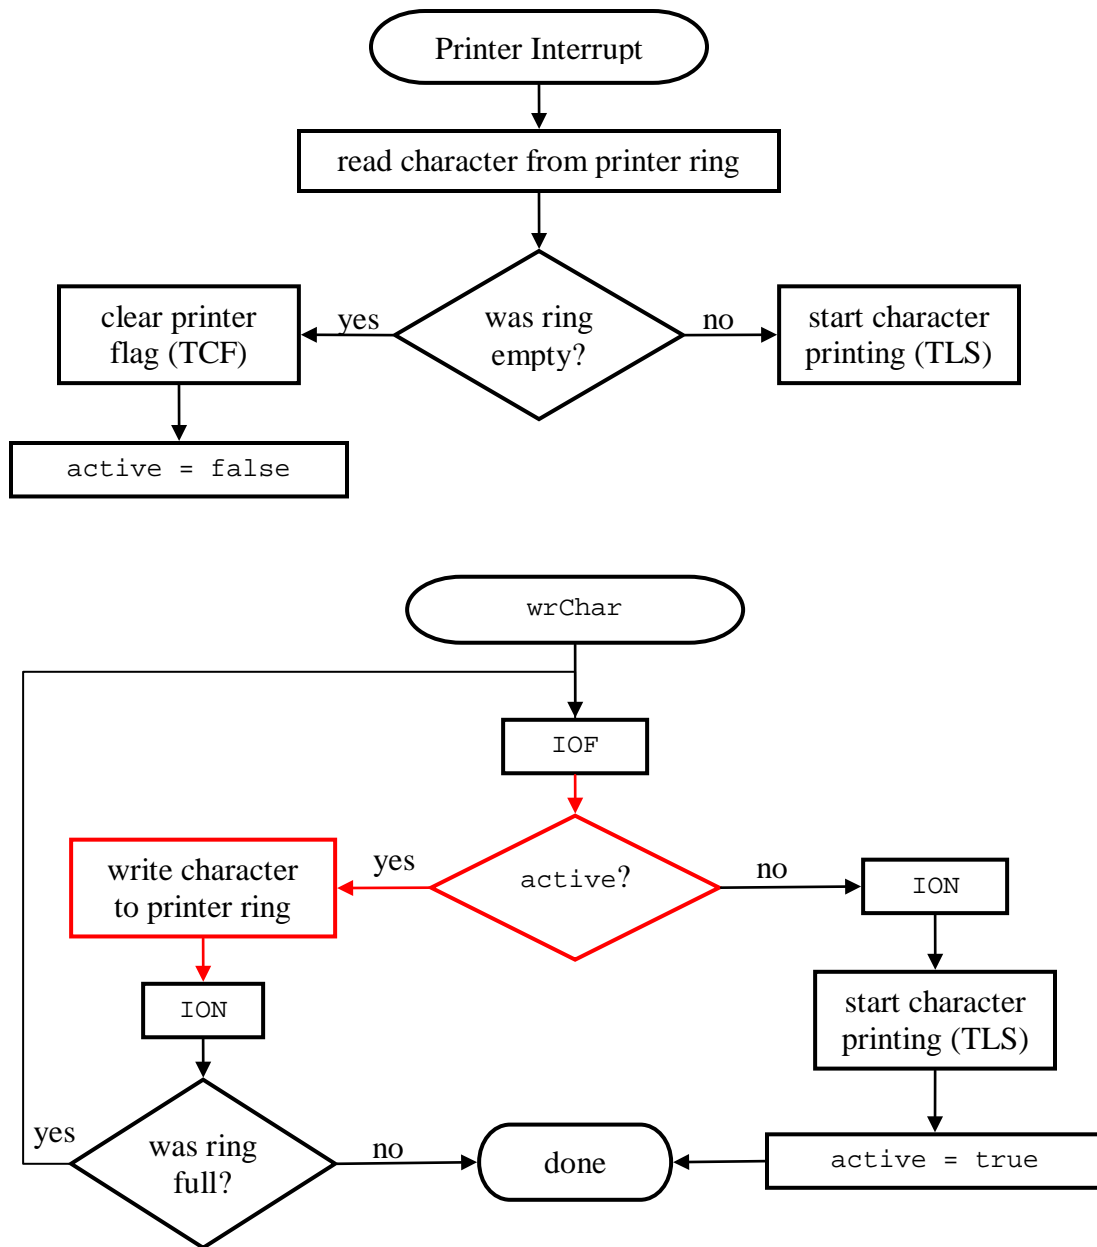 Printer Interrupt
read character from printer ring
clear printer
flag (TCF)
yes
was ring
empty?
no
start character
printing (TLS)
active = false
wrChar
IOF
write character
to printer ring
yes
active?
no
ION
ION
start character
printing (TLS)
yes
was ring
full?
no
done
active = true